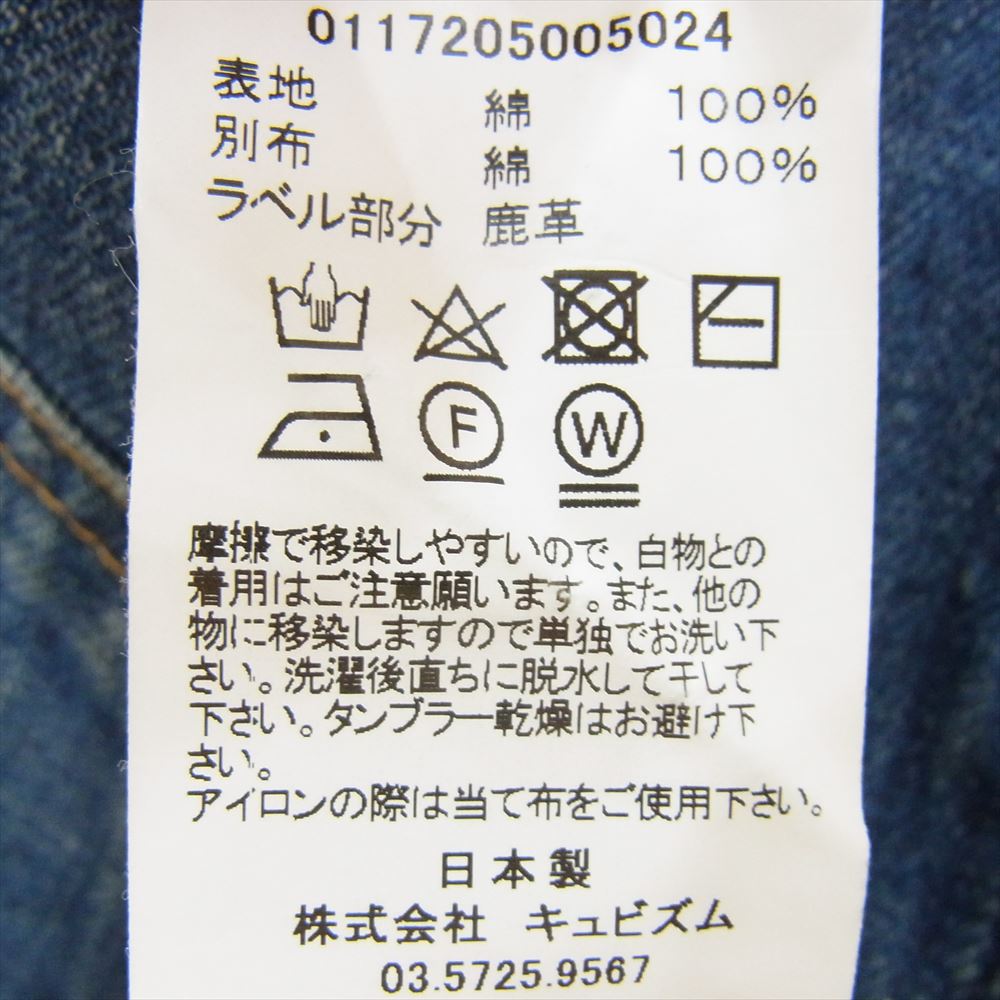 0117205005024
表地 綿 100%
別布 綿 100%
ラベル部分 鹿革
F W
摩擦で移染しやすいので、白物との
着用はご注意願います。また、他の
物に移染しますので単独でお洗い下
さい。洗濯後直ちに脱水して干して
下さい。タンブラー乾燥はお避け下
さい。
アイロンの際は当て布をご使用下さい。
日本製
株式会社 キュビズム
03.5725.9567